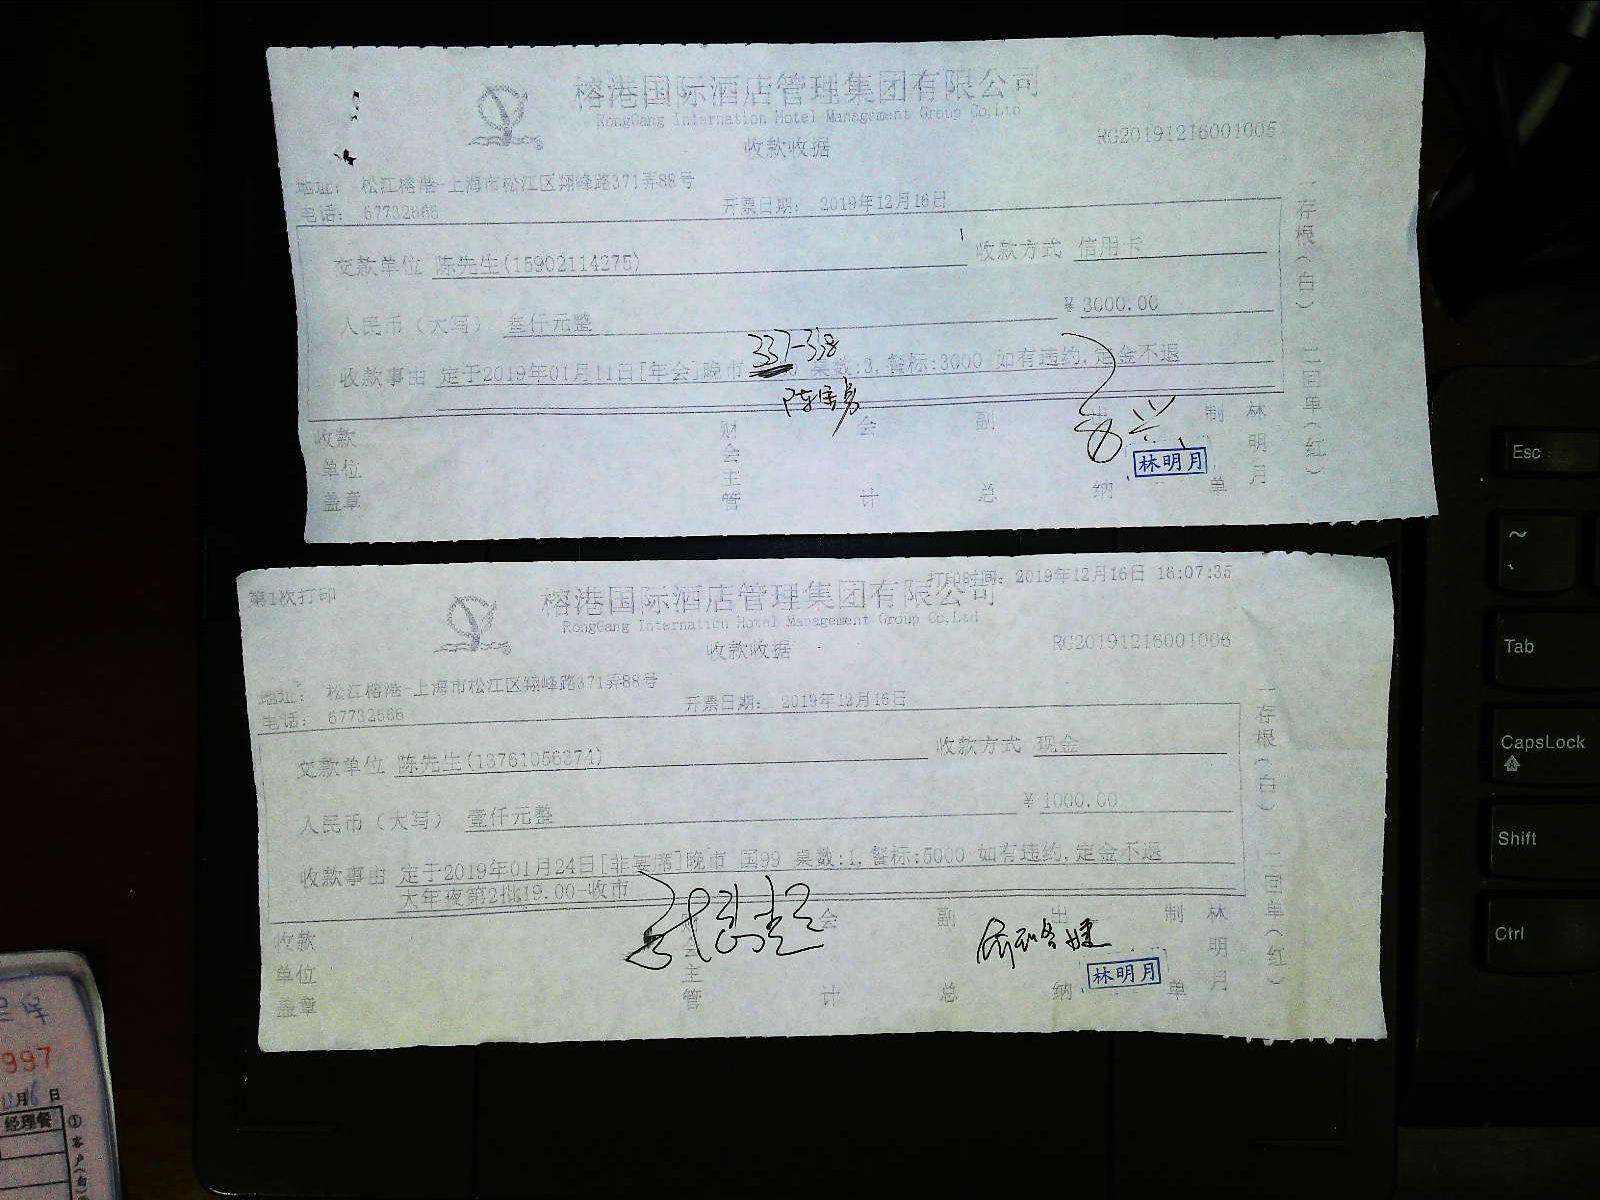 榕港国际酒店管理集团有限公司
RongGang Internation Hotel Management Group Co,Ltd
收款收据
RG20191216001005
地址： 松江榕港-上海市松江区翔峰路371弄88号
电话：
开票日期： 2019年12月16日
交款单位 陈先生(15902114275)
收款方式 信用卡
人民币（大写） 叁仟元整
¥ 3000.00
337-338
收款事由 定于2019年01月11日[年会]晚市 桌数:3,餐标:3000 如有违约,定金不退
收款单位盖章
财会主管
会计
副总
出纳
制单
林明月
林明月
一存根（白） 二回单（红）
第1次打印
打印时间： 2019年12月16日 16:07:35
榕港国际酒店管理集团有限公司
RongGang Internation Hotel Management Group Co,Ltd
收款收据
RG20191216001006
地址： 松江榕港-上海市松江区翔峰路371弄88号
电话： 67732566
开票日期： 2019年12月16日
交款单位 陈先生(13761056374)
收款方式 现金
人民币（大写） 壹仟元整
¥ 1000.00
收款事由 定于2019年01月24日[非宴席]晚市 国99 桌数:1,餐标:5000 如有违约,定金不退
大年夜第2批19.00-收市
收款单位盖章
财会主管
会计
副总
出纳
制单
林明月
林明月
一存根（白） 二回单（红）
997
月 日
经理餐
①客户
Esc
~
Tab
CapsLock
Shift
Ctrl